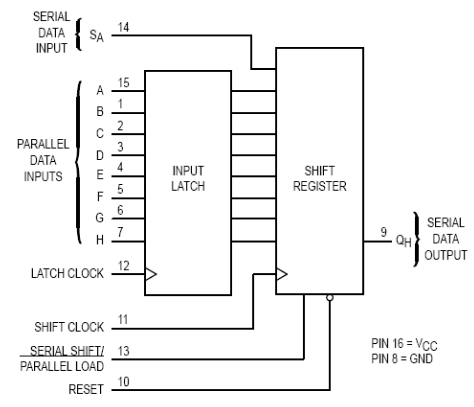 SERIAL
DATA
INPUT
SA 14
A 15
B 1
C 2
D 3
E 4
F 5
G 6
H 7
PARALLEL
DATA
INPUTS
INPUT
LATCH
SHIFT
REGISTER
9 QH
SERIAL
DATA
OUTPUT
LATCH CLOCK 12
SHIFT CLOCK 11
SERIAL SHIFT/
PARALLEL LOAD 13
RESET 10
PIN 16 = VCC
PIN 8 = GND